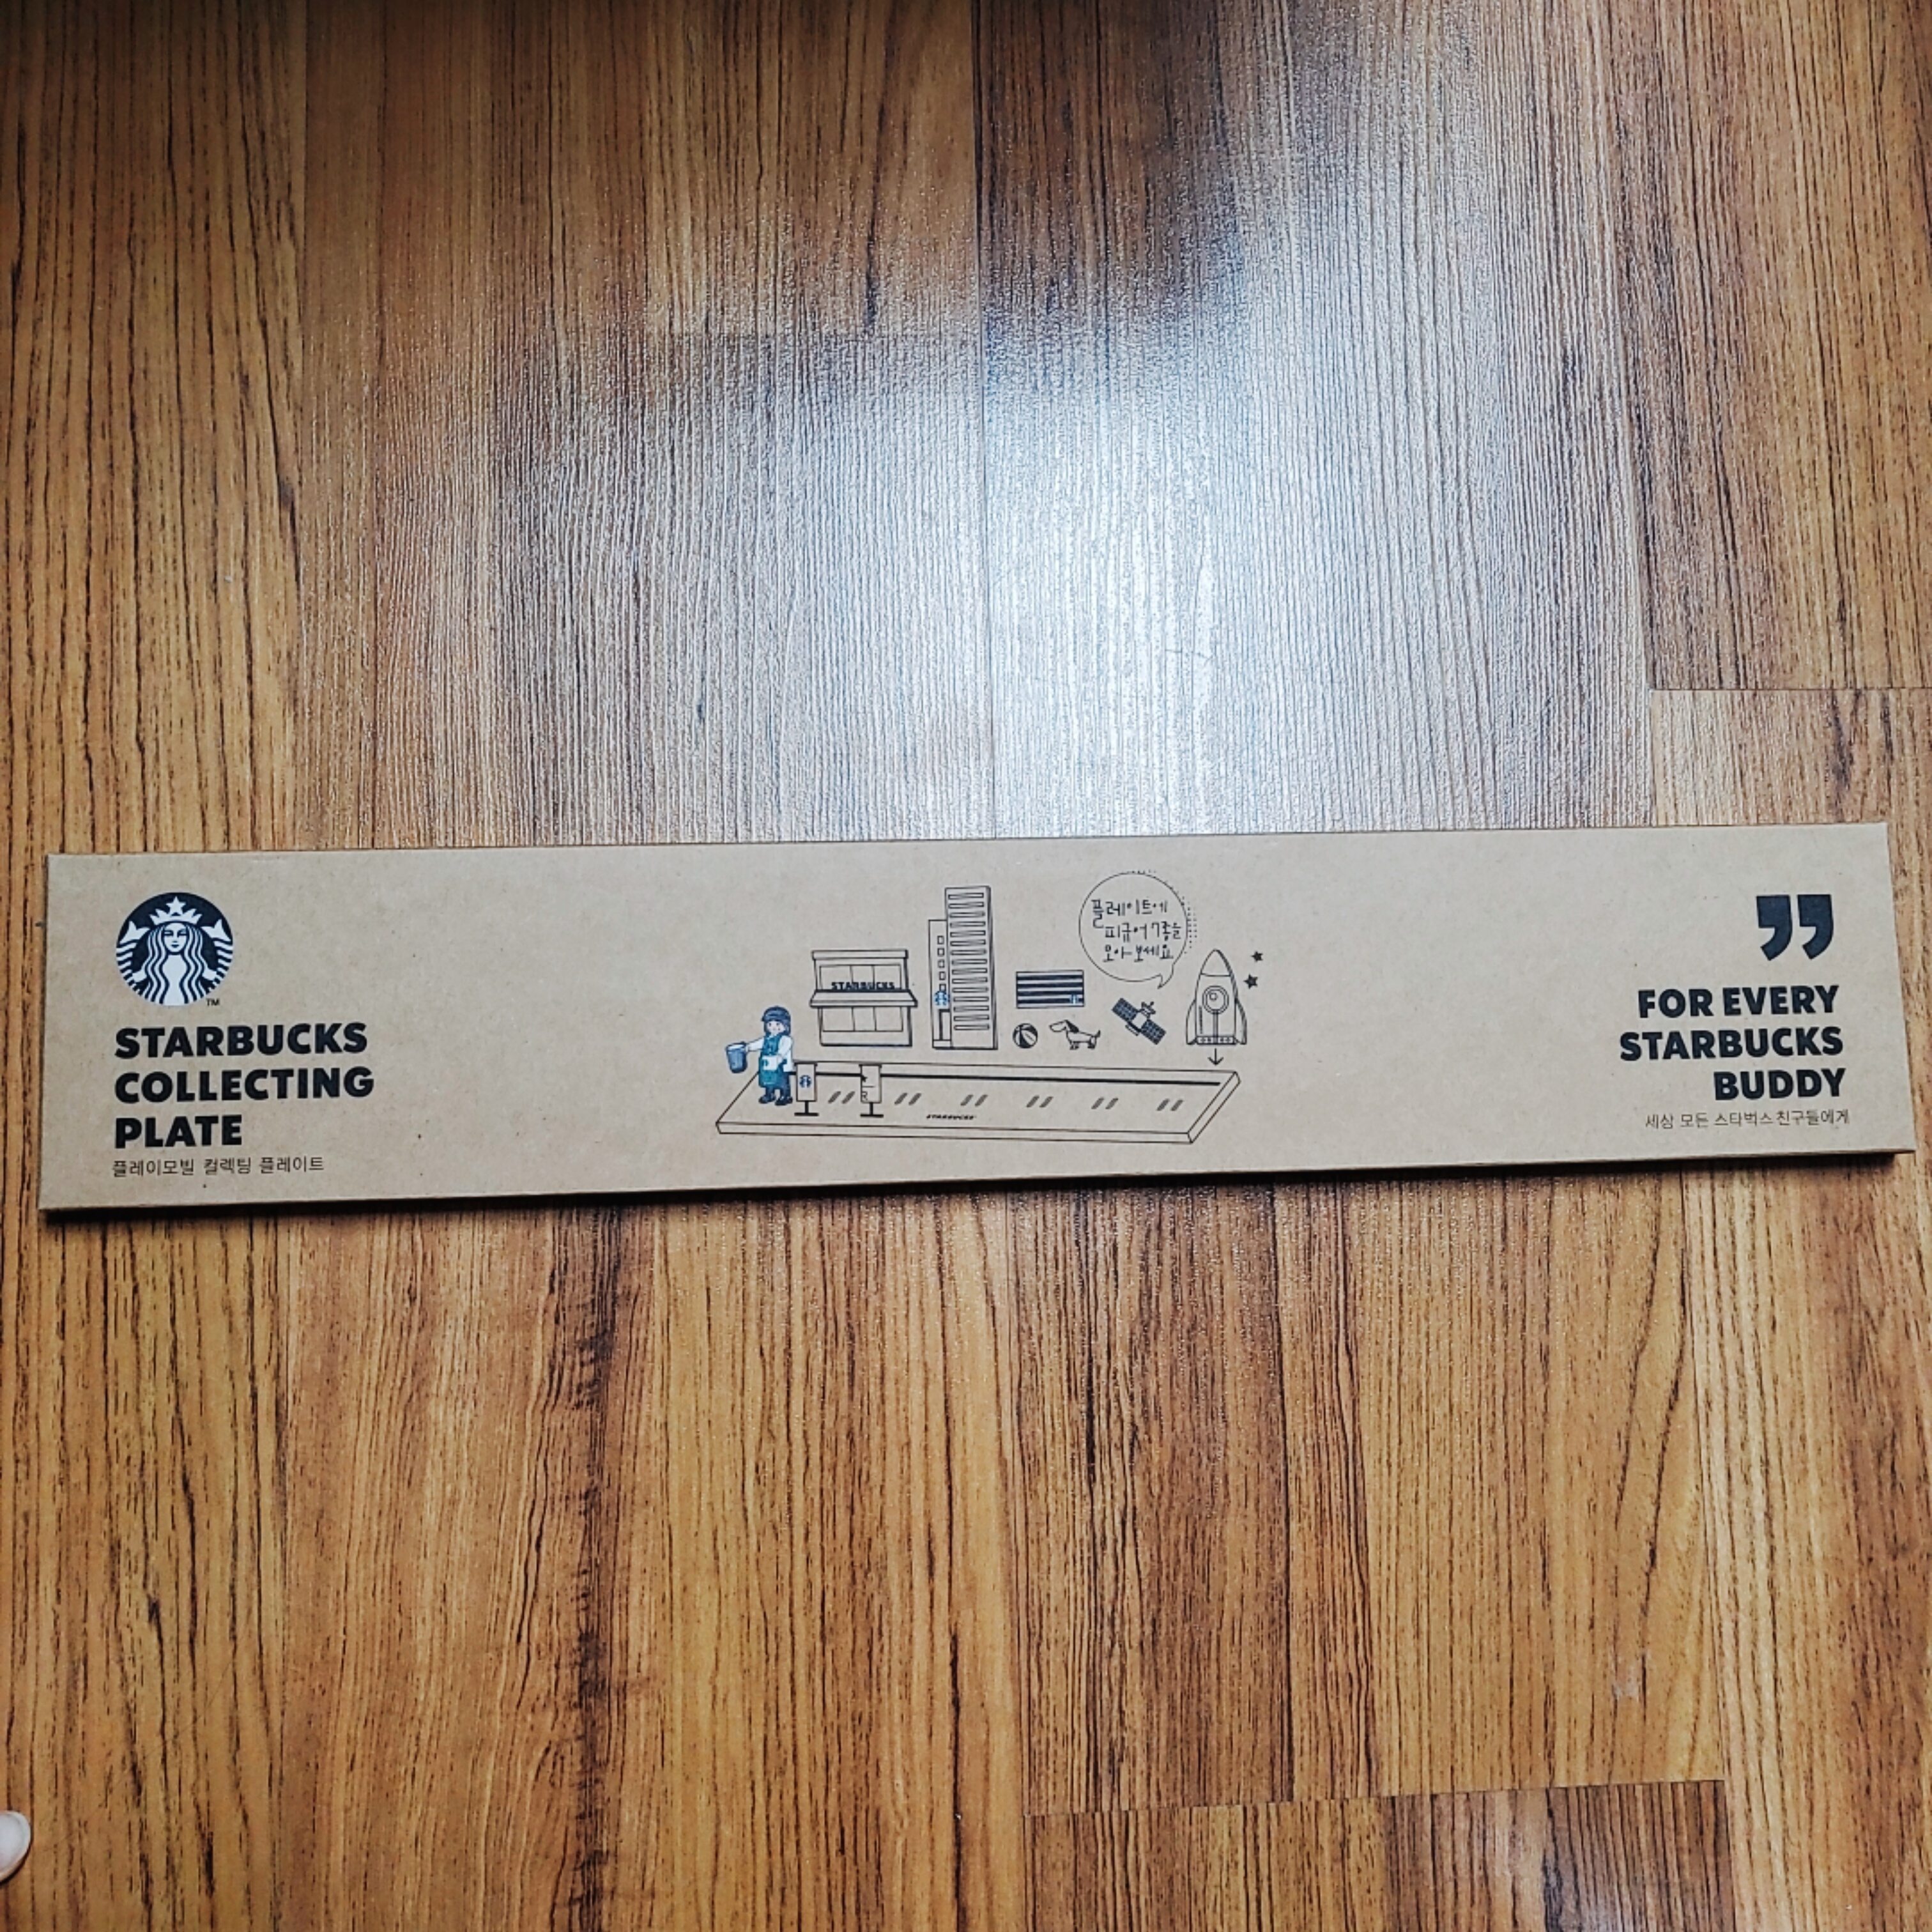 TM
STARBUCKS
COLLECTING
PLATE
플레이모빌 컬렉팅 플레이트
STARBUCKS
플레이트에
피규어 7종을
모아보세요
R
STARBUCKS
”
FOR EVERY
STARBUCKS
BUDDY
세상 모든 스타벅스 친구들에게